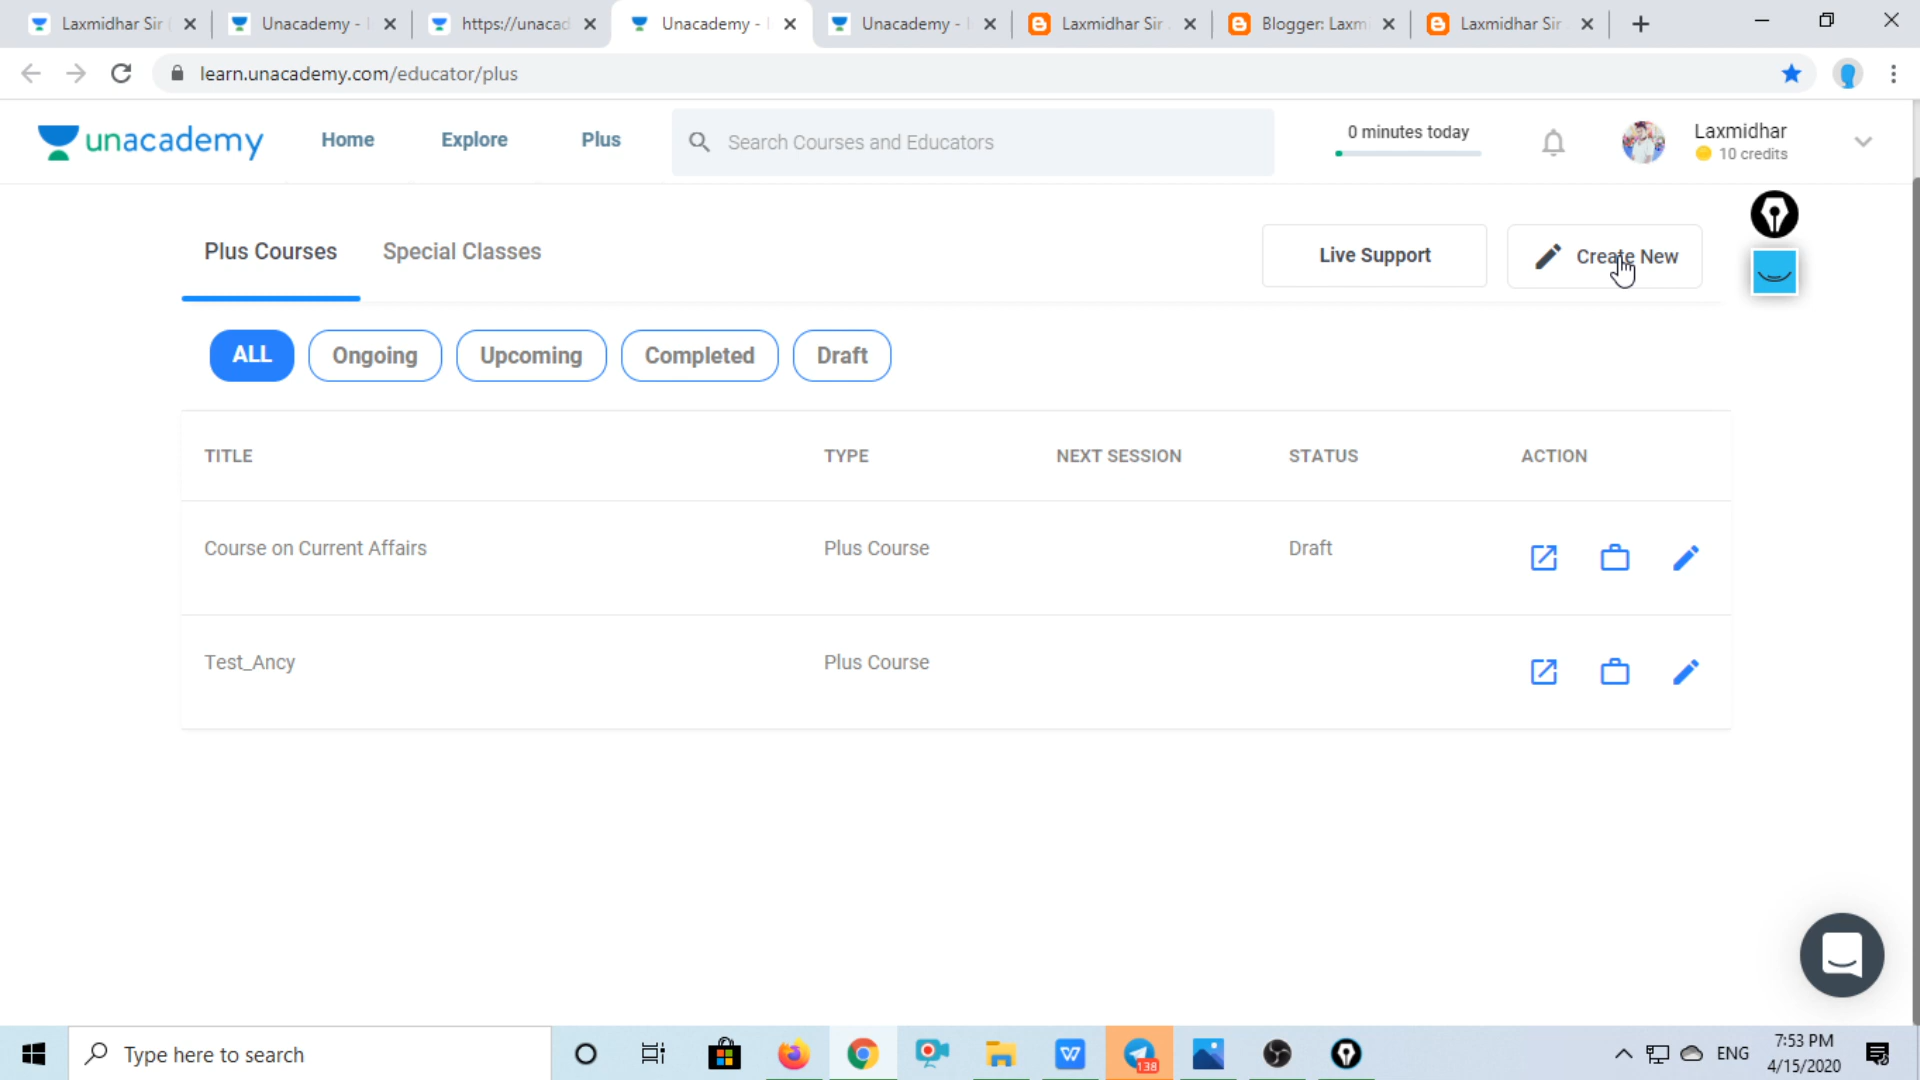 Laxmidhar Sir (
Unacademy - I
https://unacad
Unacademy - I
Unacademy - I
Laxmidhar Sir
Blogger: Laxmi
Laxmidhar Sir
learn.unacademy.com/educator/plus
unacademy
Home
Explore
Plus
Search Courses and Educators
0 minutes today
Laxmidhar
10 credits
Plus Courses
Special Classes
Live Support
Create New
ALL
Ongoing
Upcoming
Completed
Draft
TITLE TYPE NEXT SESSION STATUS ACTION
Course on Current Affairs Plus Course Draft
Test_Ancy Plus Course
Type here to search
138
ENG
7:53 PM
4/15/2020